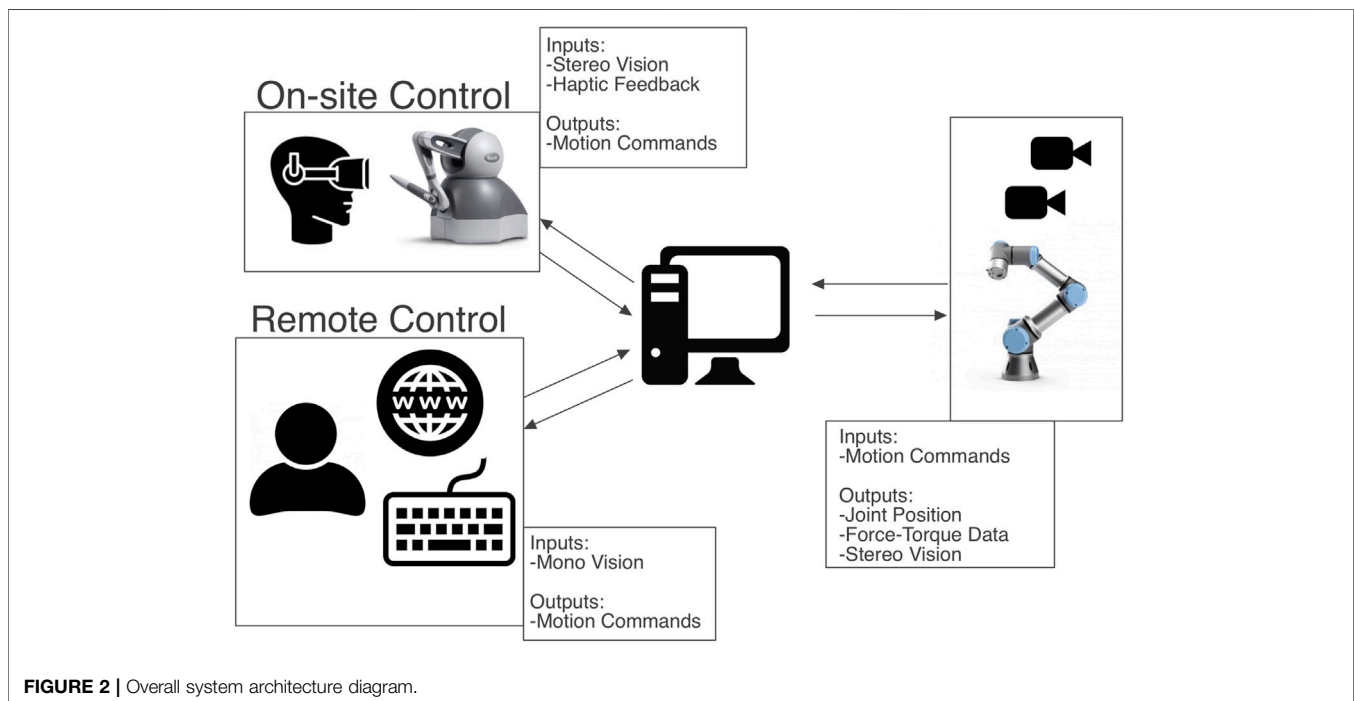 On-site Control
Inputs:
-Stereo Vision
-Haptic Feedback
Outputs:
-Motion Commands
Remote Control
WWW
Inputs:
-Mono Vision
Outputs:
-Motion Commands
Inputs:
-Motion Commands
Outputs:
-Joint Position
-Force-Torque Data
-Stereo Vision
FIGURE 2 | Overall system architecture diagram.